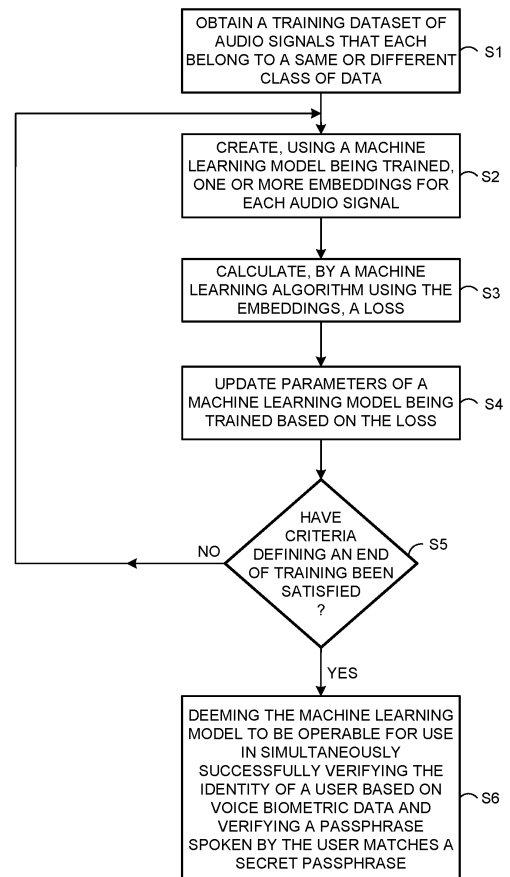 OBTAIN A TRAINING DATASET OF
AUDIO SIGNALS THAT EACH
BELONG TO A SAME OR DIFFERENT
CLASS OF DATA
S1
CREATE, USING A MACHINE
LEARNING MODEL BEING TRAINED,
ONE OR MORE EMBEDDINGS FOR
EACH AUDIO SIGNAL
S2
CALCULATE, BY A MACHINE
LEARNING ALGORITHM USING THE
EMBEDDINGS, A LOSS
S3
UPDATE PARAMETERS OF A
MACHINE LEARNING MODEL BEING
TRAINED BASED ON THE LOSS
S4
HAVE
CRITERIA
DEFINING AN END
OF TRAINING BEEN
SATISFIED
?
S5
NO
YES
DEEMING THE MACHINE LEARNING
MODEL TO BE OPERABLE FOR USE
IN SIMULTANEOUSLY
SUCCESSFULLY VERIFYING THE
IDENTITY OF A USER BASED ON
VOICE BIOMETRIC DATA AND
VERIFYING A PASSPHRASE
SPOKEN BY THE USER MATCHES A
SECRET PASSPHRASE
S6